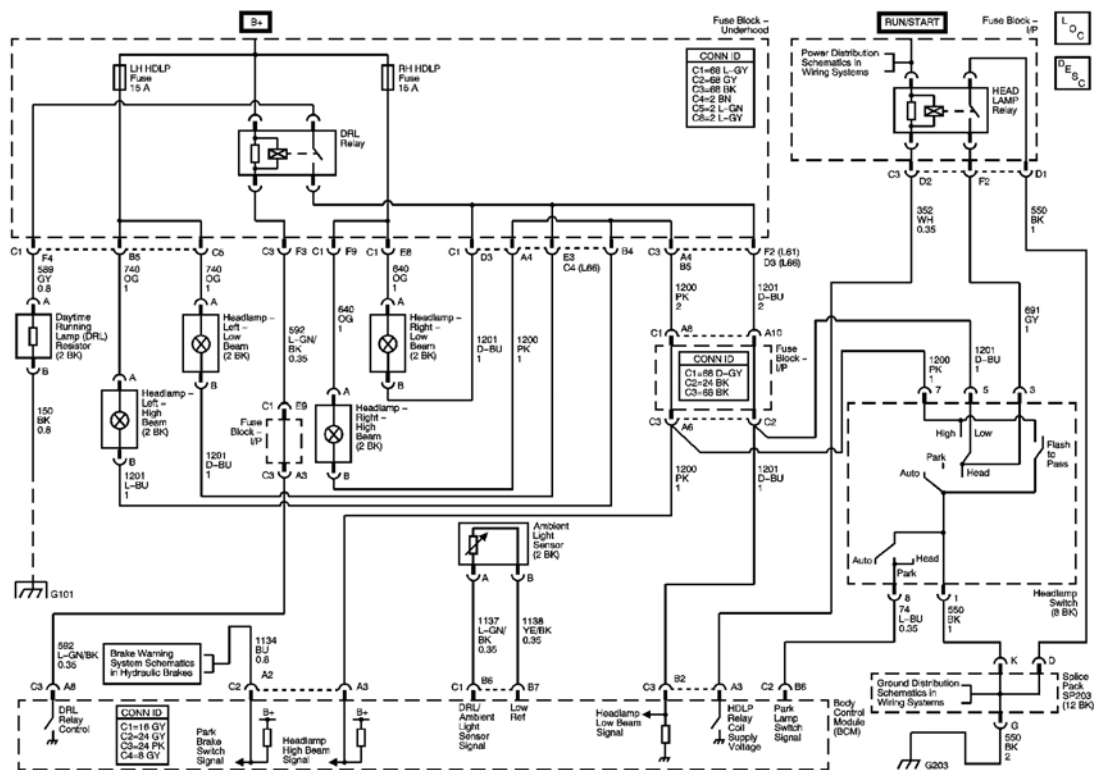 B+
Fuse Block –
Underhood
RUN/START
Fuse Block –
I/P
L
O
C
D
E
S
C
LH HDLP
Fuse
15 A
RH HDLP
Fuse
15 A
CONN ID
C1=68 L-GY
C2=68 GY
C3=68 BK
C4=2 BN
C5=2 L-GN
C6=2 L-GY
Power Distribution
Schematics in
Wiring Systems
DRL
Relay
HEAD
LAMP
Relay
C3
D2
F2
D1
352
WH
0.35
550
BK
1
C1
F4
B5
C5
C3
F3
C1
F9
C1
E8
C1
D3
A4
E3
C4 (L66)
B4
C3
A4
B5
F2 (L61)
D3 (L66)
589
GY
0.8
740
OG
1
740
OG
1
640
OG
1
1200
PK
2
1201
D-BU
2
A
Daytime
Running
Lamp (DRL)
Resistor
(2 BK)
B
A
Headlamp –
Left –
Low
Beam
(2 BK)
B
592
L-GN/
BK
0.35
640
OG
1
A
Headlamp –
Right –
Low
Beam
(2 BK)
B
1201
D-BU
1
1200
PK
1
C1
A8
A10
Fuse
Block –
I/P
CONN ID
C1=68 D-GY
C2=24 BK
C3=68 BK
C3
A6
C2
691
GY
1
1200
PK
1
1201
D-BU
1
7
5
3
150
BK
0.8
A
Headlamp –
Left –
High
Beam
(2 BK)
B
1201
L-BU
1
1201
D-BU
1
C1
E9
Fuse
Block –
I/P
C3
A3
A
Headlamp –
Right –
High
Beam
(2 BK)
B
1200
PK
1
1201
D-BU
1
High
Low
Flash
to
Pass
Park
Auto
Head
Auto
Head
Park
Headlamp
Switch
(8 BK)
8
1
74
L-BU
0.35
550
BK
1
Ambient
Light
Sensor
(2 BK)
A
B
1137
L-GN/
BK
0.35
1138
YE/BK
0.35
G101
592
L-GN/BK
0.35
Brake Warning
System Schematics
in Hydraulic Brakes
1134
BU
0.8
C3
A8
C2
A2
A3
C1
B6
B7
C3
B2
A3
C2
B6
DRL
Relay
Control
CONN ID
C1=16 GY
C2=24 GY
C3=24 PK
C4=8 GY
Park
Brake
Switch
Signal
B+
Headlamp
High Beam
Signal
B+
DRL/
Ambient
Light
Sensor
Signal
Low
Ref
Headlamp
Low Beam
Signal
HDLP
Relay
Coil
Supply
Voltage
Park
Lamp
Switch
Signal
Body
Control
Module
(BCM)
K
D
Ground Distribution
Schematics in
Wiring Systems
Splice
Pack
SP203
(12 BK)
G
550
BK
2
G203